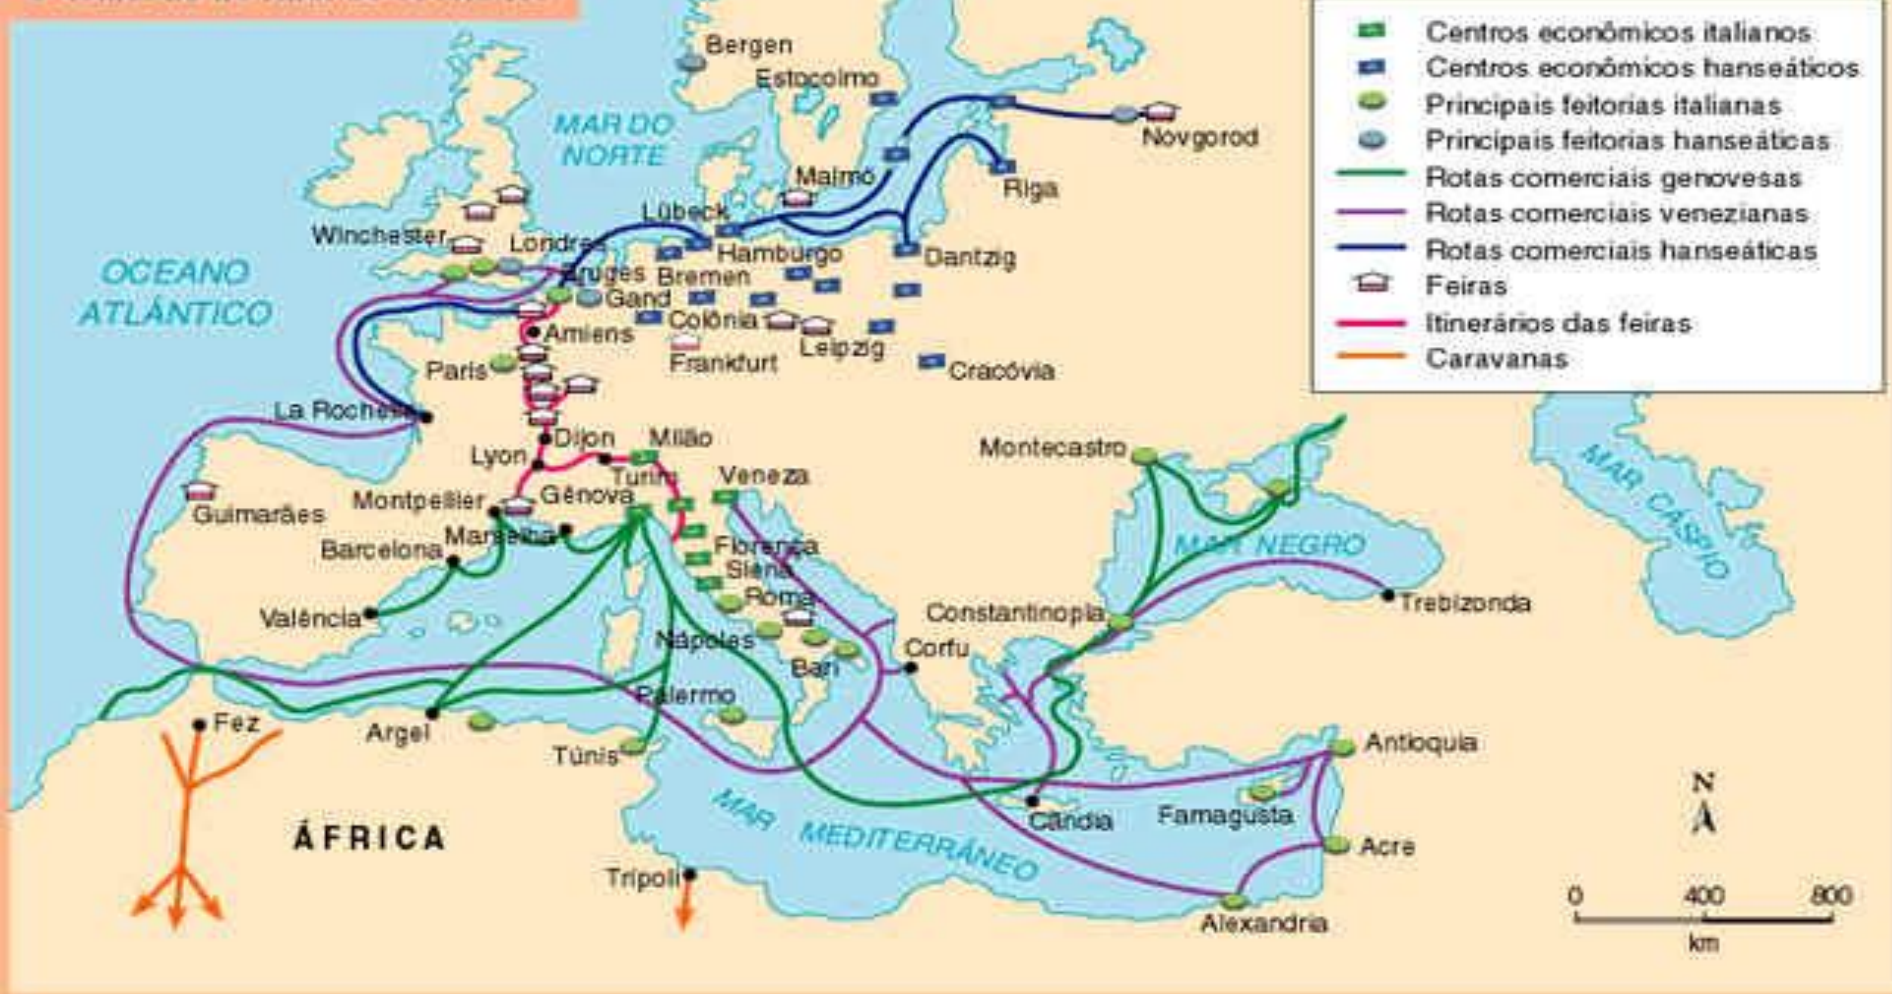 Centros econômicos italianos
Centros econômicos hanseáticos
Principais feitorias italianas
Principais feitorias hanseáticas
Rotas comerciais genovesas
Rotas comerciais venezianas
Rotas comerciais hanseáticas
Feiras
Itinerários das feiras
Caravanas
Bergen
Estocolmo
MAR DO
NORTE
Novgorod
Malmö
Riga
Lübeck
Winchester
Londres
Hamburgo
Dantzig
OCEANO
ATLÂNTICO
Bruges
Bremen
Gand
Colônia
Amiens
Leipzig
Frankfurt
Paris
Cracóvia
La Rochelle
Dijon
Milão
Lyon
Turim
Veneza
Montecastro
MAR CÁSPIO
Montpellier
Gênova
Guimarães
Marselha
Barcelona
Florença
MAR NEGRO
Siena
Roma
Valência
Constantinopla
Trebizonda
Nápoles
Bari
Corfu
Palermo
Fez
Argel
Túnis
Antioquia
ÁFRICA
MAR MEDITERRÂNEO
Cândia
Famagusta
Acre
Trípoli
Alexandria
N
0 400 800
km